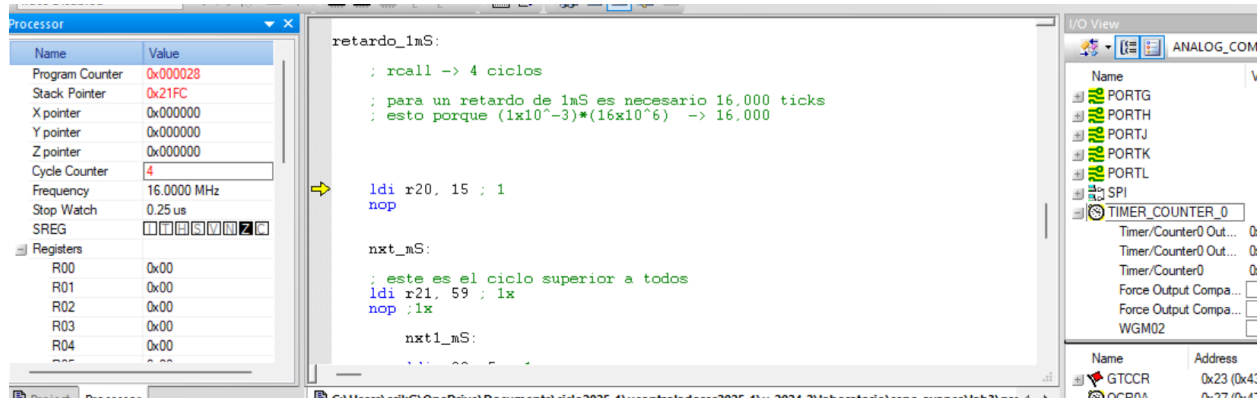 Processor
Name Value
Program Counter 0x000028
Stack Pointer 0x21FC
X pointer 0x000000
Y pointer 0x000000
Z pointer 0x000000
Cycle Counter 4
Frequency 16.0000 MHz
Stop Watch 0.25 us
SREG I T H S V N Z C
Registers
R00 0x00
R01 0x00
R02 0x00
R03 0x00
R04 0x00
retardo_1mS:
; rcall -> 4 ciclos
; para un retardo de 1mS es necesario 16,000 ticks
; esto porque (1x10^-3)*(16x10^6) -> 16,000
ldi r20, 15 ; 1
nop
nxt_mS:
; este es el ciclo superior a todos
ldi r21, 59 ; 1x
nop ;1x
nxt1_mS:
I/O View
ANALOG_COM
Name
PORTG
PORTH
PORTJ
PORTK
PORTL
SPI
TIMER_COUNTER_0
Timer/Counter0 Out...
Timer/Counter0 Out...
Timer/Counter0
Force Output Compa...
Force Output Compa...
WGM02
Name Address
GTCCR 0x23 (0x43